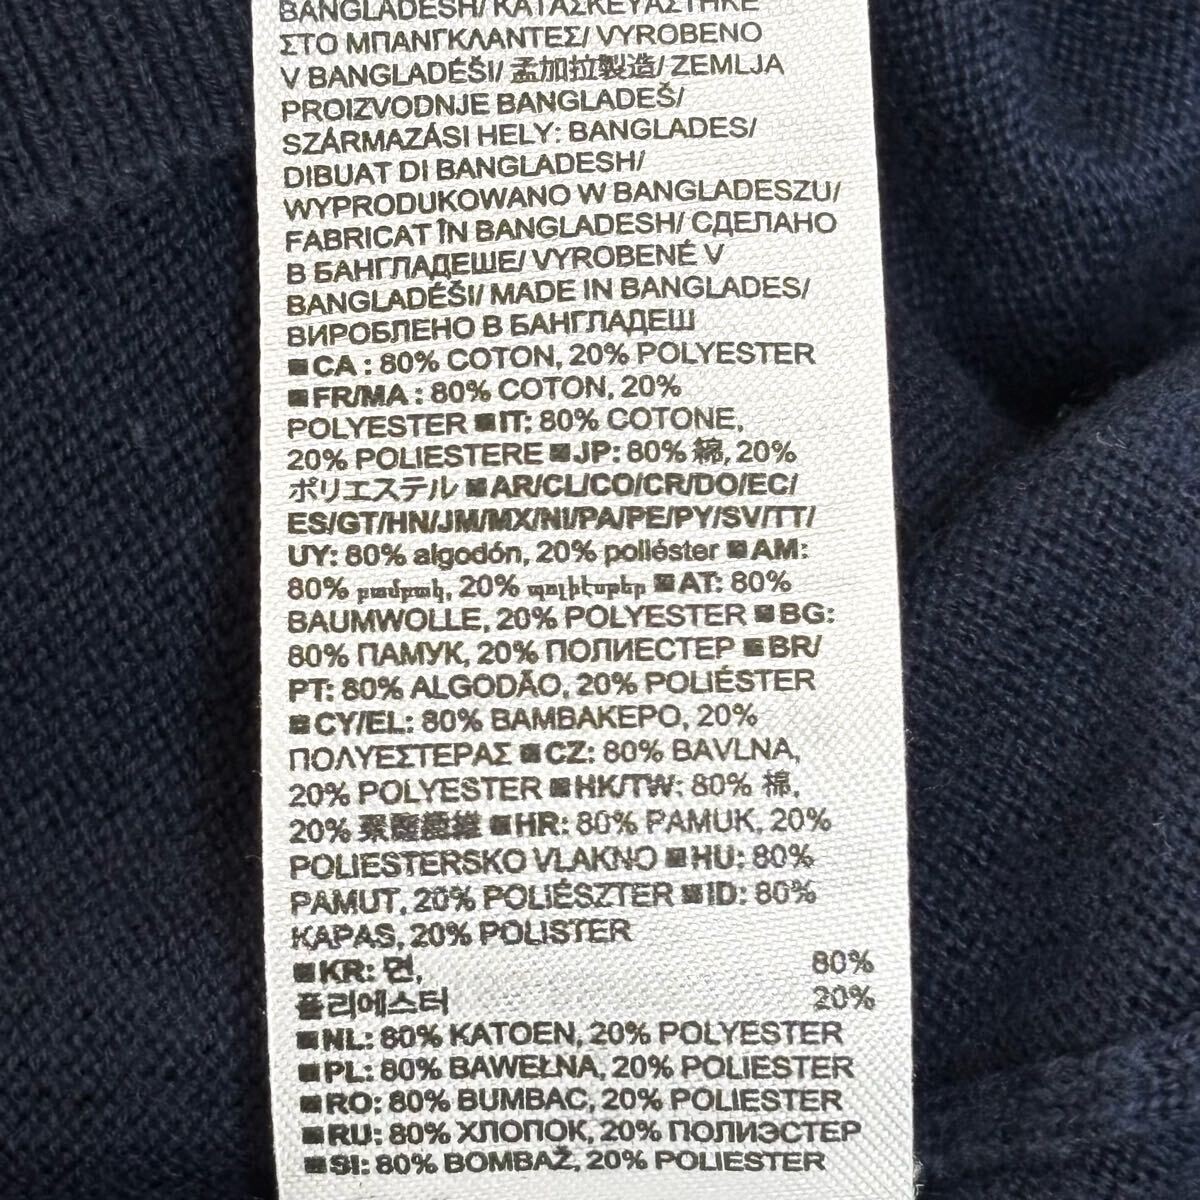 BANGLADESH/ ΚΑΤΑΣΚΕΥΑΣΤΗΚΕ
ΣΤΟ ΜΠΑΝΓΚΛΑΝΤΕΣ/ VYROBENO
V BANGLADÉŠI/ 孟加拉製造/ ZEMLJA
PROIZVODNJE BANGLADEŠ/
SZÁRMAZÁSI HELY: BANGLADES/
DIBUAT DI BANGLADESH/
WYPRODUKOWANO W BANGLADESZU/
FABRICAT ÎN BANGLADESH/ СДЕЛАНО
В БАНГЛАДЕШЕ/ VYROBENÉ V
BANGLADÉŠI/ MADE IN BANGLADES/
ВИРОБЛЕНО В БАНГЛАДЕШ
■CA : 80% COTON, 20% POLYESTER
■FR/MA : 80% COTON, 20%
POLYESTER ■IT: 80% COTONE,
20% POLIESTERE ■JP: 80% 綿, 20%
ポリエステル ■AR/CL/CO/CR/DO/EC/
ES/GT/HN/JM/MX/NI/PA/PE/PY/SV/TT/
UY: 80% algodón, 20% poliéster ■AM:
80% բամբակ, 20% պոլիէսթեր ■AT: 80%
BAUMWOLLE, 20% POLYESTER ■BG:
80% ПАМУК, 20% ПОЛИЕСТЕР ■BR/
PT: 80% ALGODÃO, 20% POLIÉSTER
■CY/EL: 80% ΒΑΜΒΑΚΕΡΟ, 20%
ΠΟΛΥΕΣΤΕΡΑΣ ■CZ: 80% BAVLNA,
20% POLYESTER ■HK/TW: 80% 棉,
20% 聚酯纖維 ■HR: 80% PAMUK, 20%
POLIESTERSKO VLAKNO ■HU: 80%
PAMUT, 20% POLIÉSZTER ■ID: 80%
KAPAS, 20% POLISTER
■KR: 면, 80%
폴리에스터 20%
■NL: 80% KATOEN, 20% POLYESTER
■PL: 80% BAWEŁNA, 20% POLIESTER
■RO: 80% BUMBAC, 20% POLIESTER
■RU: 80% ХЛОПОК, 20% ПОЛИЭСТЕР
■SI: 80% BOMBAŽ, 20% POLIESTER